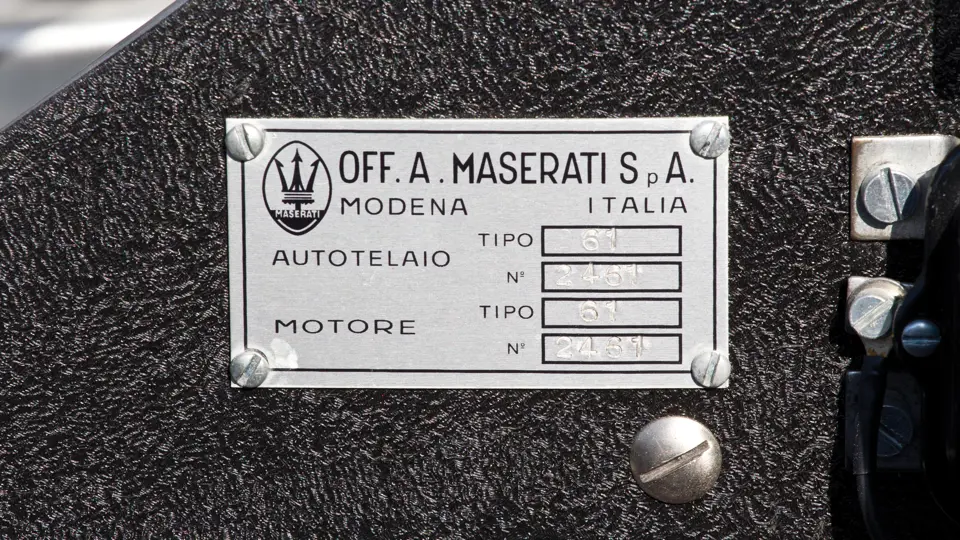 MASERATI
OFF. A. MASERATI S p A.
MODENA ITALIA
AUTOTELAIO
TIPO 61
Nº 2461
MOTORE
TIPO 61
Nº 2461